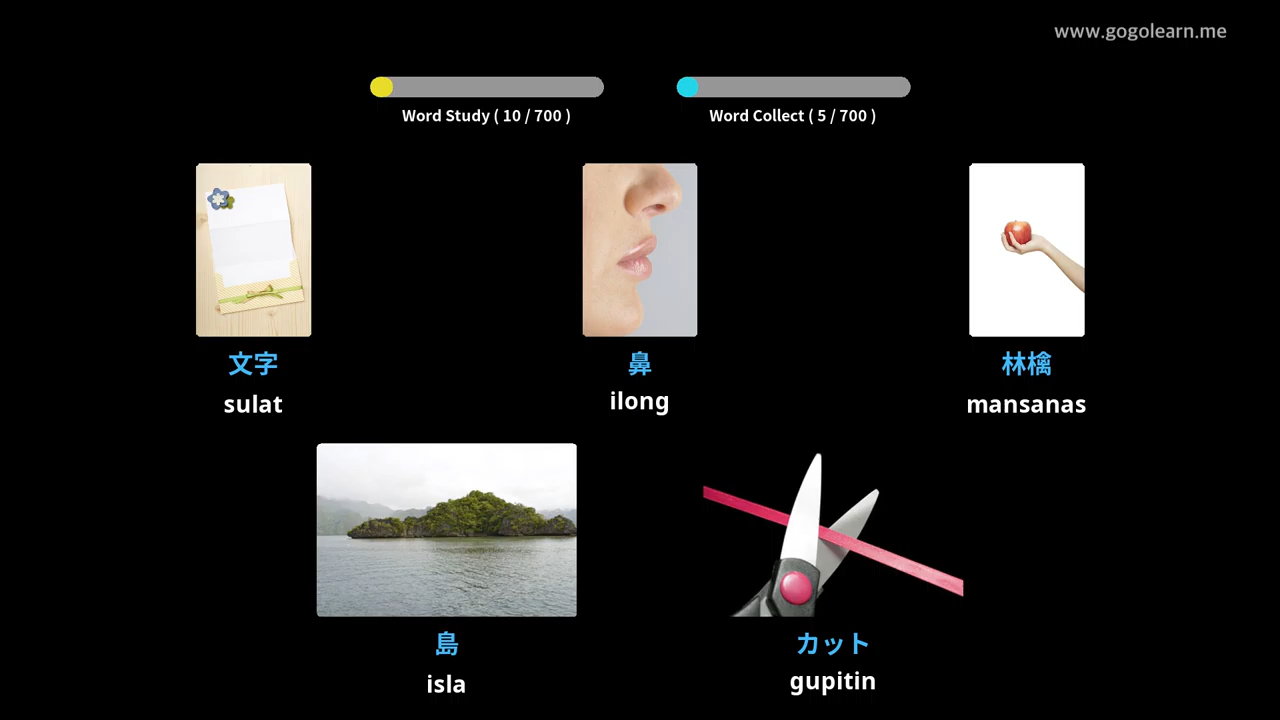 www.gogolearn.me
Word Study ( 10 / 700 )
Word Collect ( 5 / 700 )
文字
sulat
鼻
ilong
林檎
mansanas
島
isla
カット
gupitin